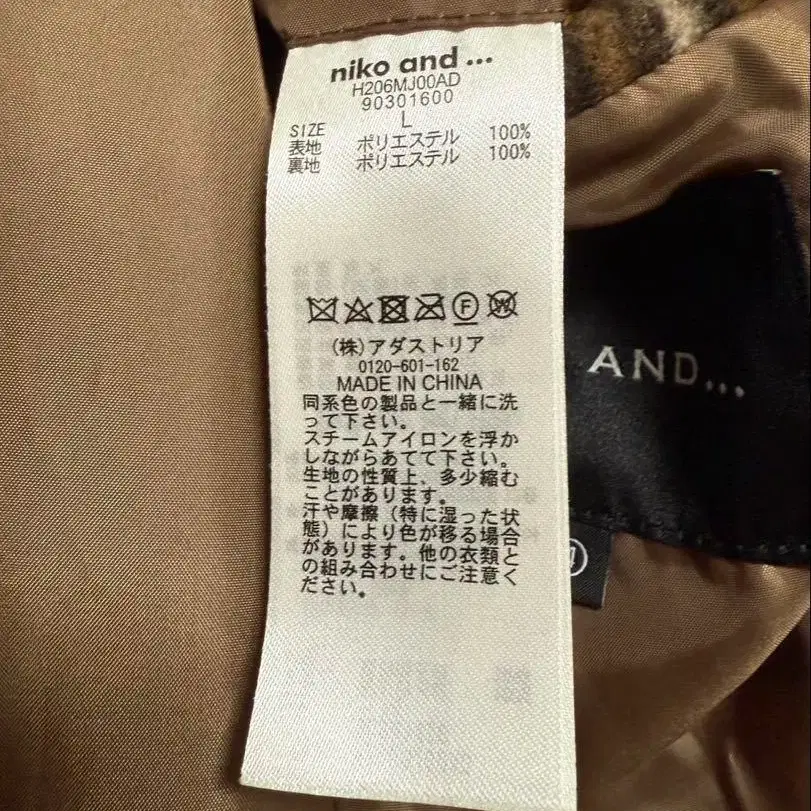 niko and ...
H206MJ00AD
90301600
SIZE L
表地 ポリエステル 100%
裏地 ポリエステル 100%
F W
(株)アダストリア
0120-601-162
MADE IN CHINA
同系色の製品と一緒に洗
って下さい。
スチームアイロンを浮かし
しながらあてて下さい。
生地の性質上、多少縮む
ことがあります。
汗や摩擦（特に湿った状
態）により色が移る場合
があります。他の衣類と
の組み合わせにご注意く
ださい。
AND...